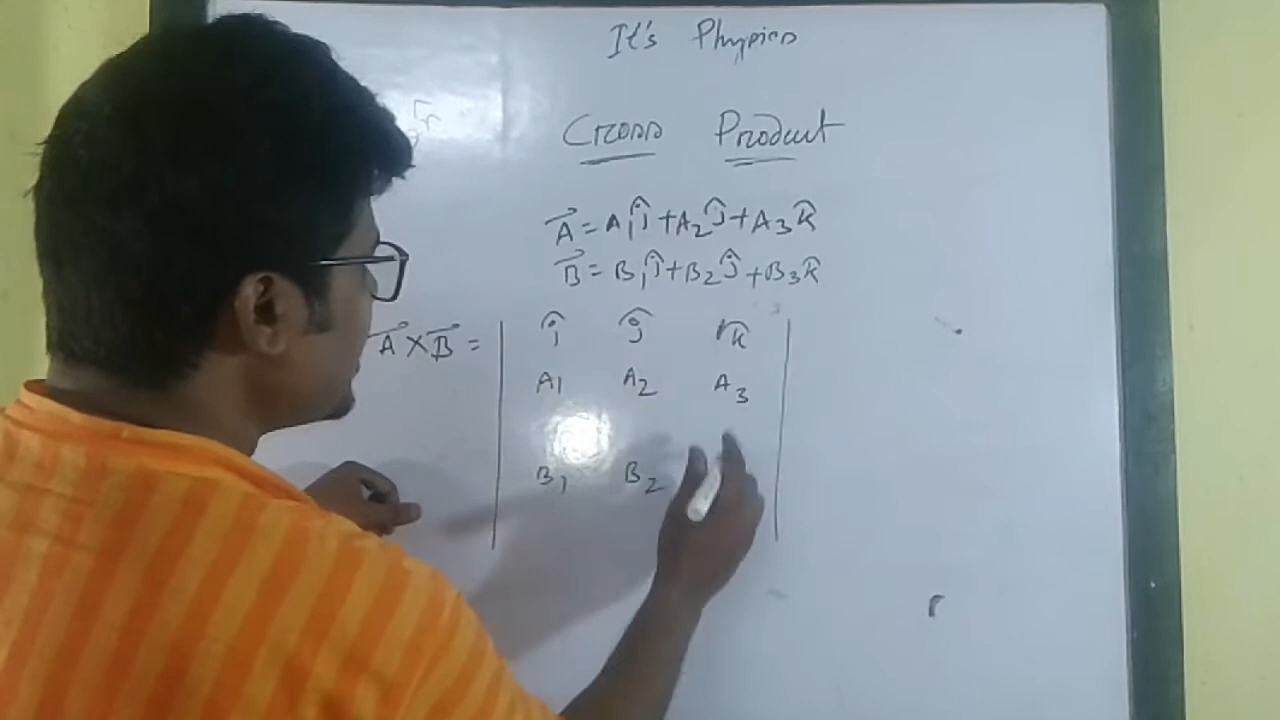 It's Physics
Cross Product
A⃗ = A₁î + A₂ĵ + A₃k̂
B⃗ = B₁î + B₂ĵ + B₃k̂
A⃗ × B⃗ = | î ĵ k̂ |
A₁ A₂ A₃
B₁ B₂